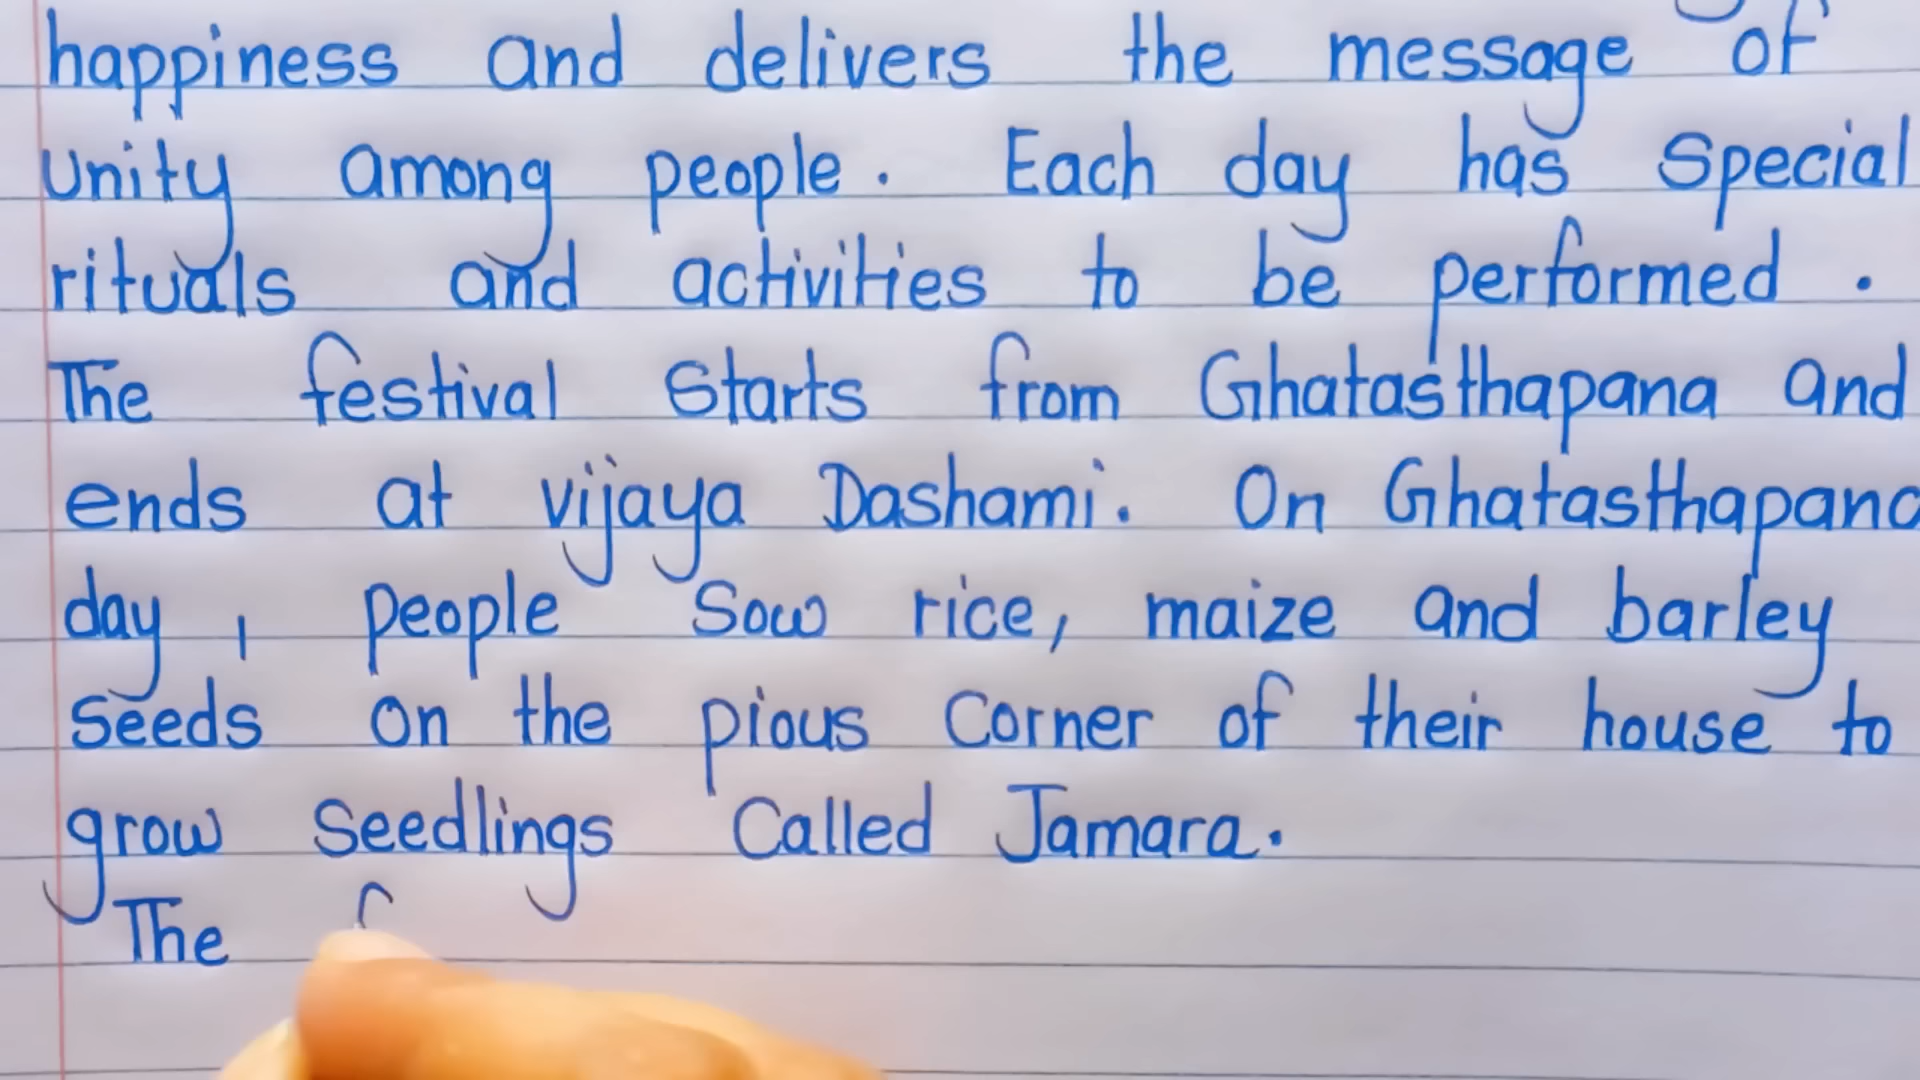 happiness and delivers the message of
Unity among people. Each day has special
rituals and activities to be performed.
The festival starts from Ghatasthapana and
ends at vijaya Dashami. On Ghatasthapana
day, people sow rice, maize and barley
seeds on the pious corner of their house to
grow seedlings called Jamara.
The